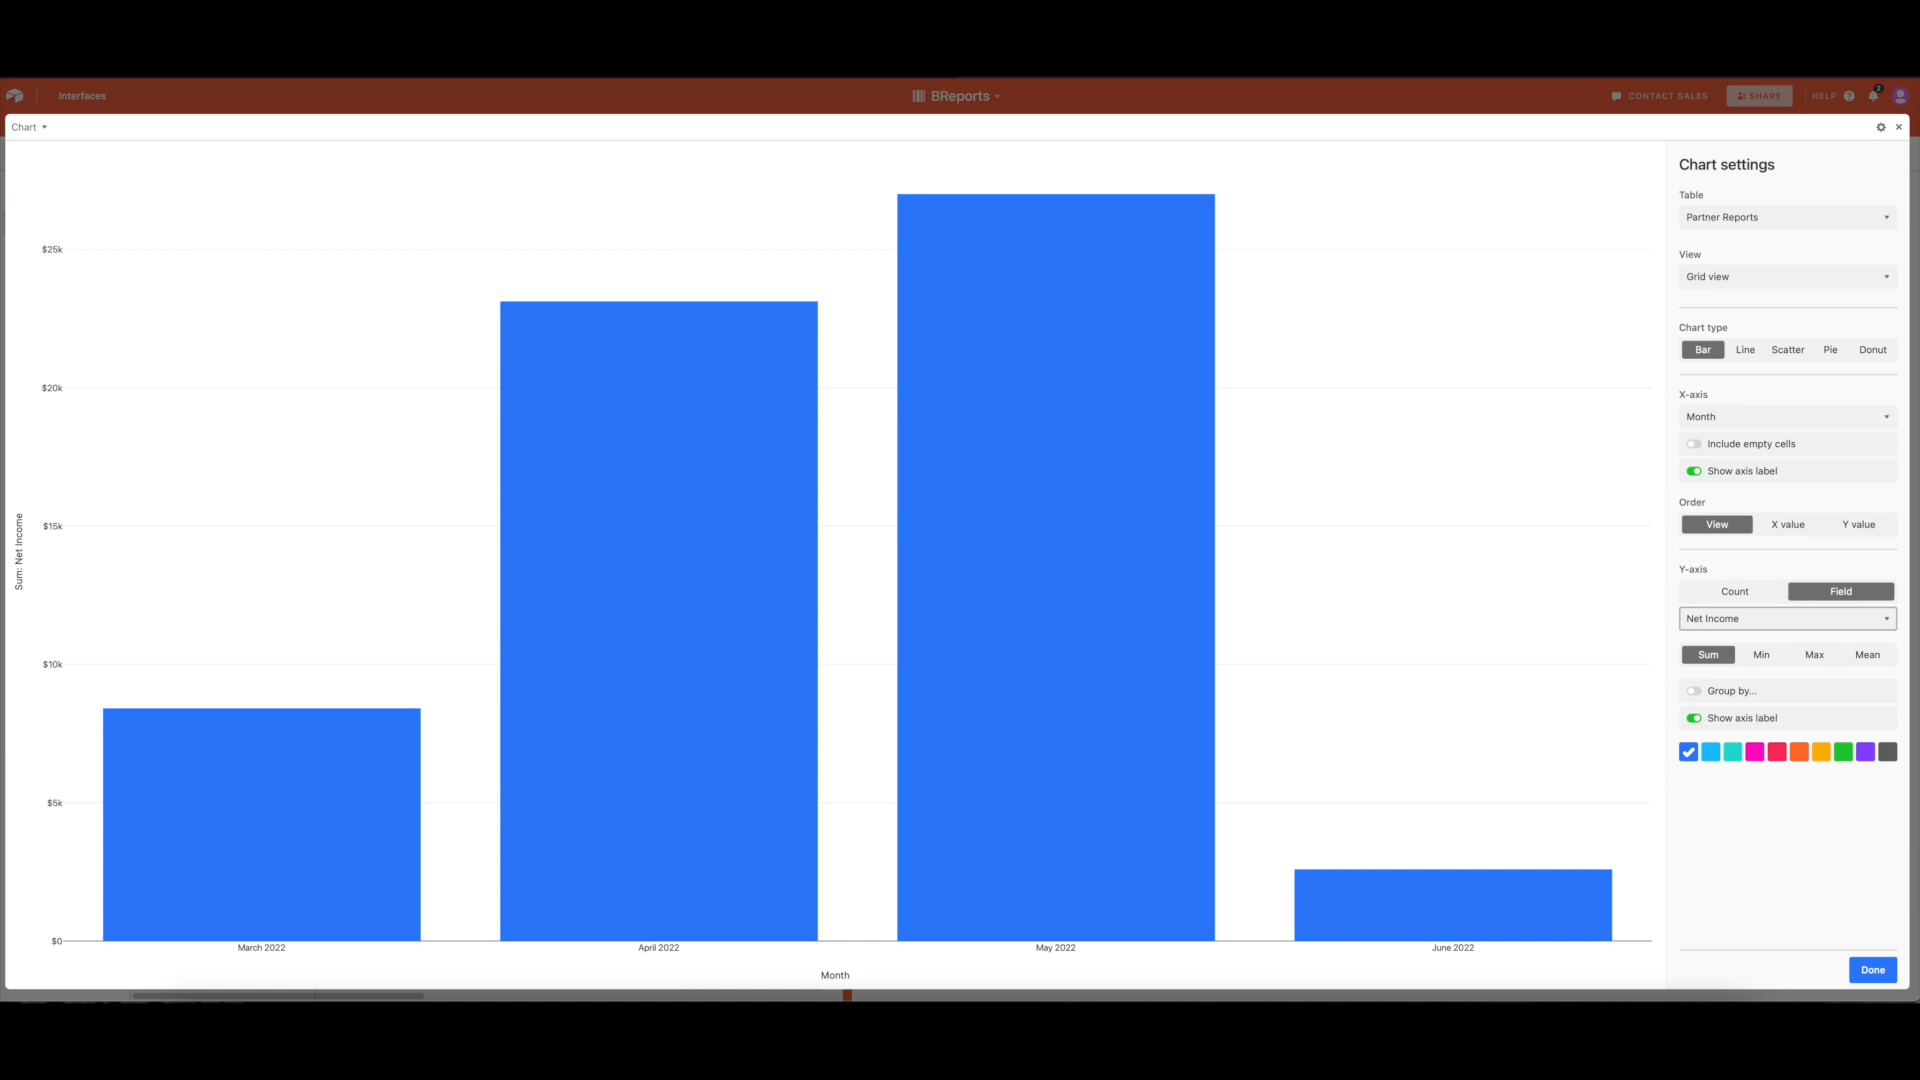 Interfaces
BReports
CONTACT SALES
SHARE
HELP
2
Chart
Chart settings
Table
Partner Reports
View
Grid view
Chart type
Bar Line Scatter Pie Donut
X-axis
Month
Include empty cells
Show axis label
Order
View X value Y value
Y-axis
Count Field
Net Income
Sum Min Max Mean
Group by...
Show axis label
Done
Sum: Net Income
$25k
$20k
$15k
$10k
$5k
$0
March 2022 April 2022 May 2022 June 2022
Month